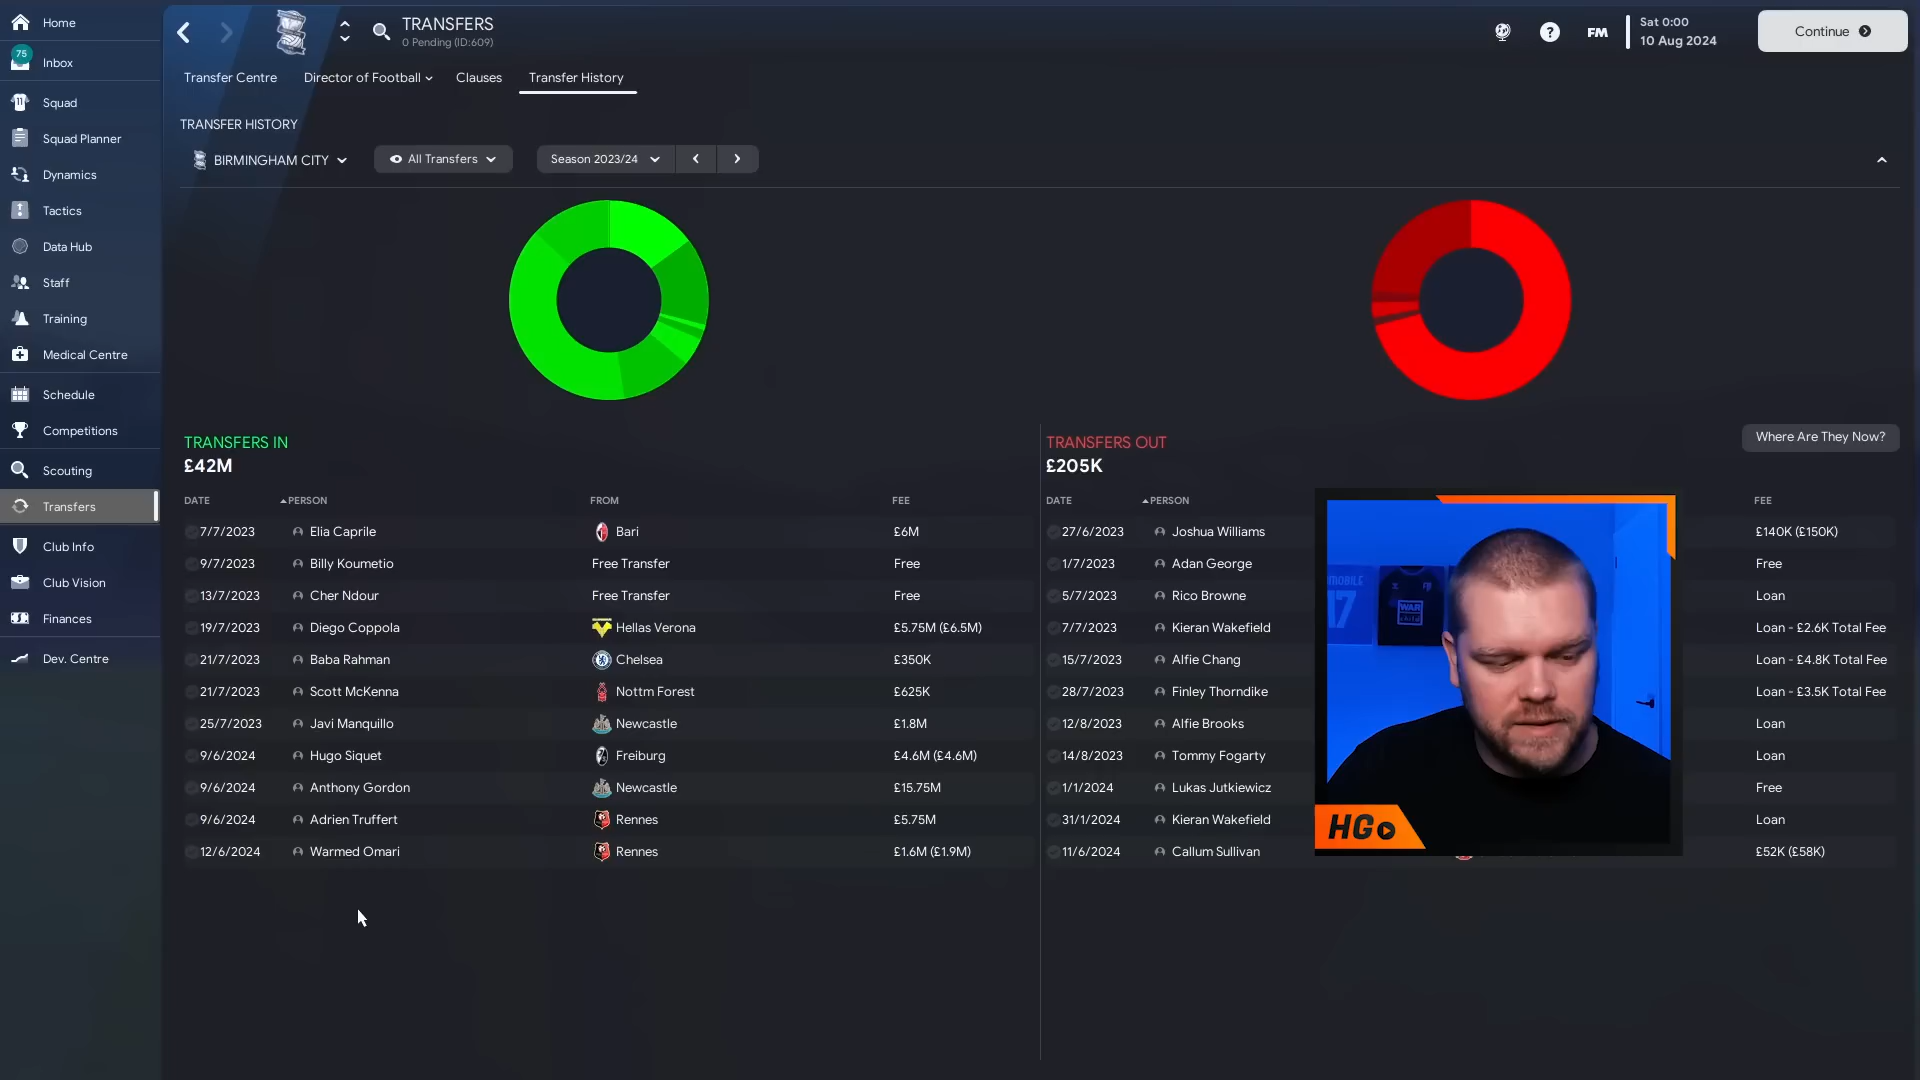 Home
75
Inbox
Squad
Squad Planner
Dynamics
Tactics
Data Hub
Staff
Training
Medical Centre
Schedule
Competitions
Scouting
Transfers
Club Info
Club Vision
Finances
Dev. Centre
TRANSFERS
0 Pending (ID:609)
FM
Sat 0:00
10 Aug 2024
Continue
Transfer Centre Director of Football Clauses Transfer History
TRANSFER HISTORY
BIRMINGHAM CITY All Transfers Season 2023/24
TRANSFERS IN
£42M
DATE PERSON FROM FEE
7/7/2023 Elia Caprile Bari £6M
9/7/2023 Billy Koumetio Free Transfer Free
13/7/2023 Cher Ndour Free Transfer Free
19/7/2023 Diego Coppola Hellas Verona £5.75M (£6.5M)
21/7/2023 Baba Rahman Chelsea £350K
21/7/2023 Scott McKenna Nottm Forest £625K
25/7/2023 Javi Manquillo Newcastle £1.8M
9/6/2024 Hugo Siquet Freiburg £4.6M (£4.6M)
9/6/2024 Anthony Gordon Newcastle £15.75M
9/6/2024 Adrien Truffert Rennes £5.75M
12/6/2024 Warmed Omari Rennes £1.6M (£1.9M)
TRANSFERS OUT
£205K
Where Are They Now?
DATE PERSON FEE
27/6/2023 Joshua Williams £140K (£150K)
1/7/2023 Adan George Free
5/7/2023 Rico Browne Loan
7/7/2023 Kieran Wakefield Loan - £2.6K Total Fee
15/7/2023 Alfie Chang Loan - £4.8K Total Fee
28/7/2023 Finley Thorndike Loan - £3.5K Total Fee
12/8/2023 Alfie Brooks Loan
14/8/2023 Tommy Fogarty Loan
1/1/2024 Lukas Jutkiewicz Free
31/1/2024 Kieran Wakefield Loan
11/6/2024 Callum Sullivan £52K (£58K)
17
WAR
child
HG